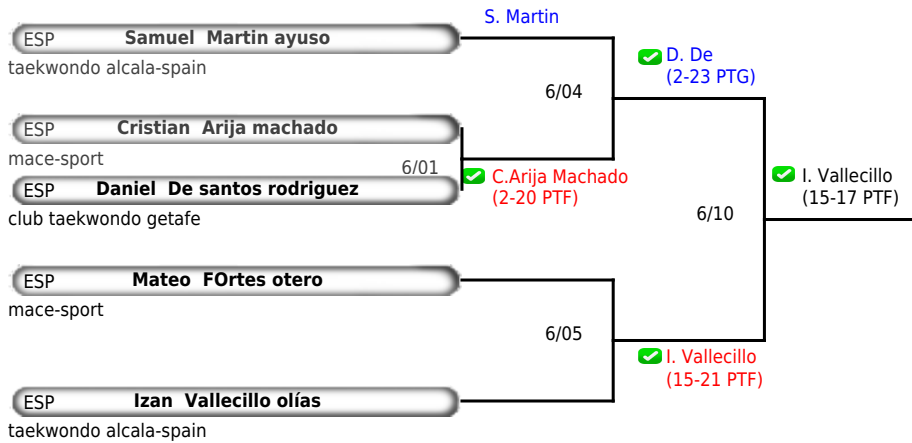 S. Martin
ESP Samuel Martin ayuso
taekwondo alcala-spain
D. De
(2-23 PTG)
6/04
ESP Cristian Arija machado
mace-sport
6/01
C.Arija Machado
(2-20 PTF)
ESP Daniel De santos rodriguez
club taekwondo getafe
I. Vallecillo
(15-17 PTF)
6/10
ESP Mateo FOrtes otero
mace-sport
6/05
I. Vallecillo
(15-21 PTF)
ESP Izan Vallecillo olías
taekwondo alcala-spain